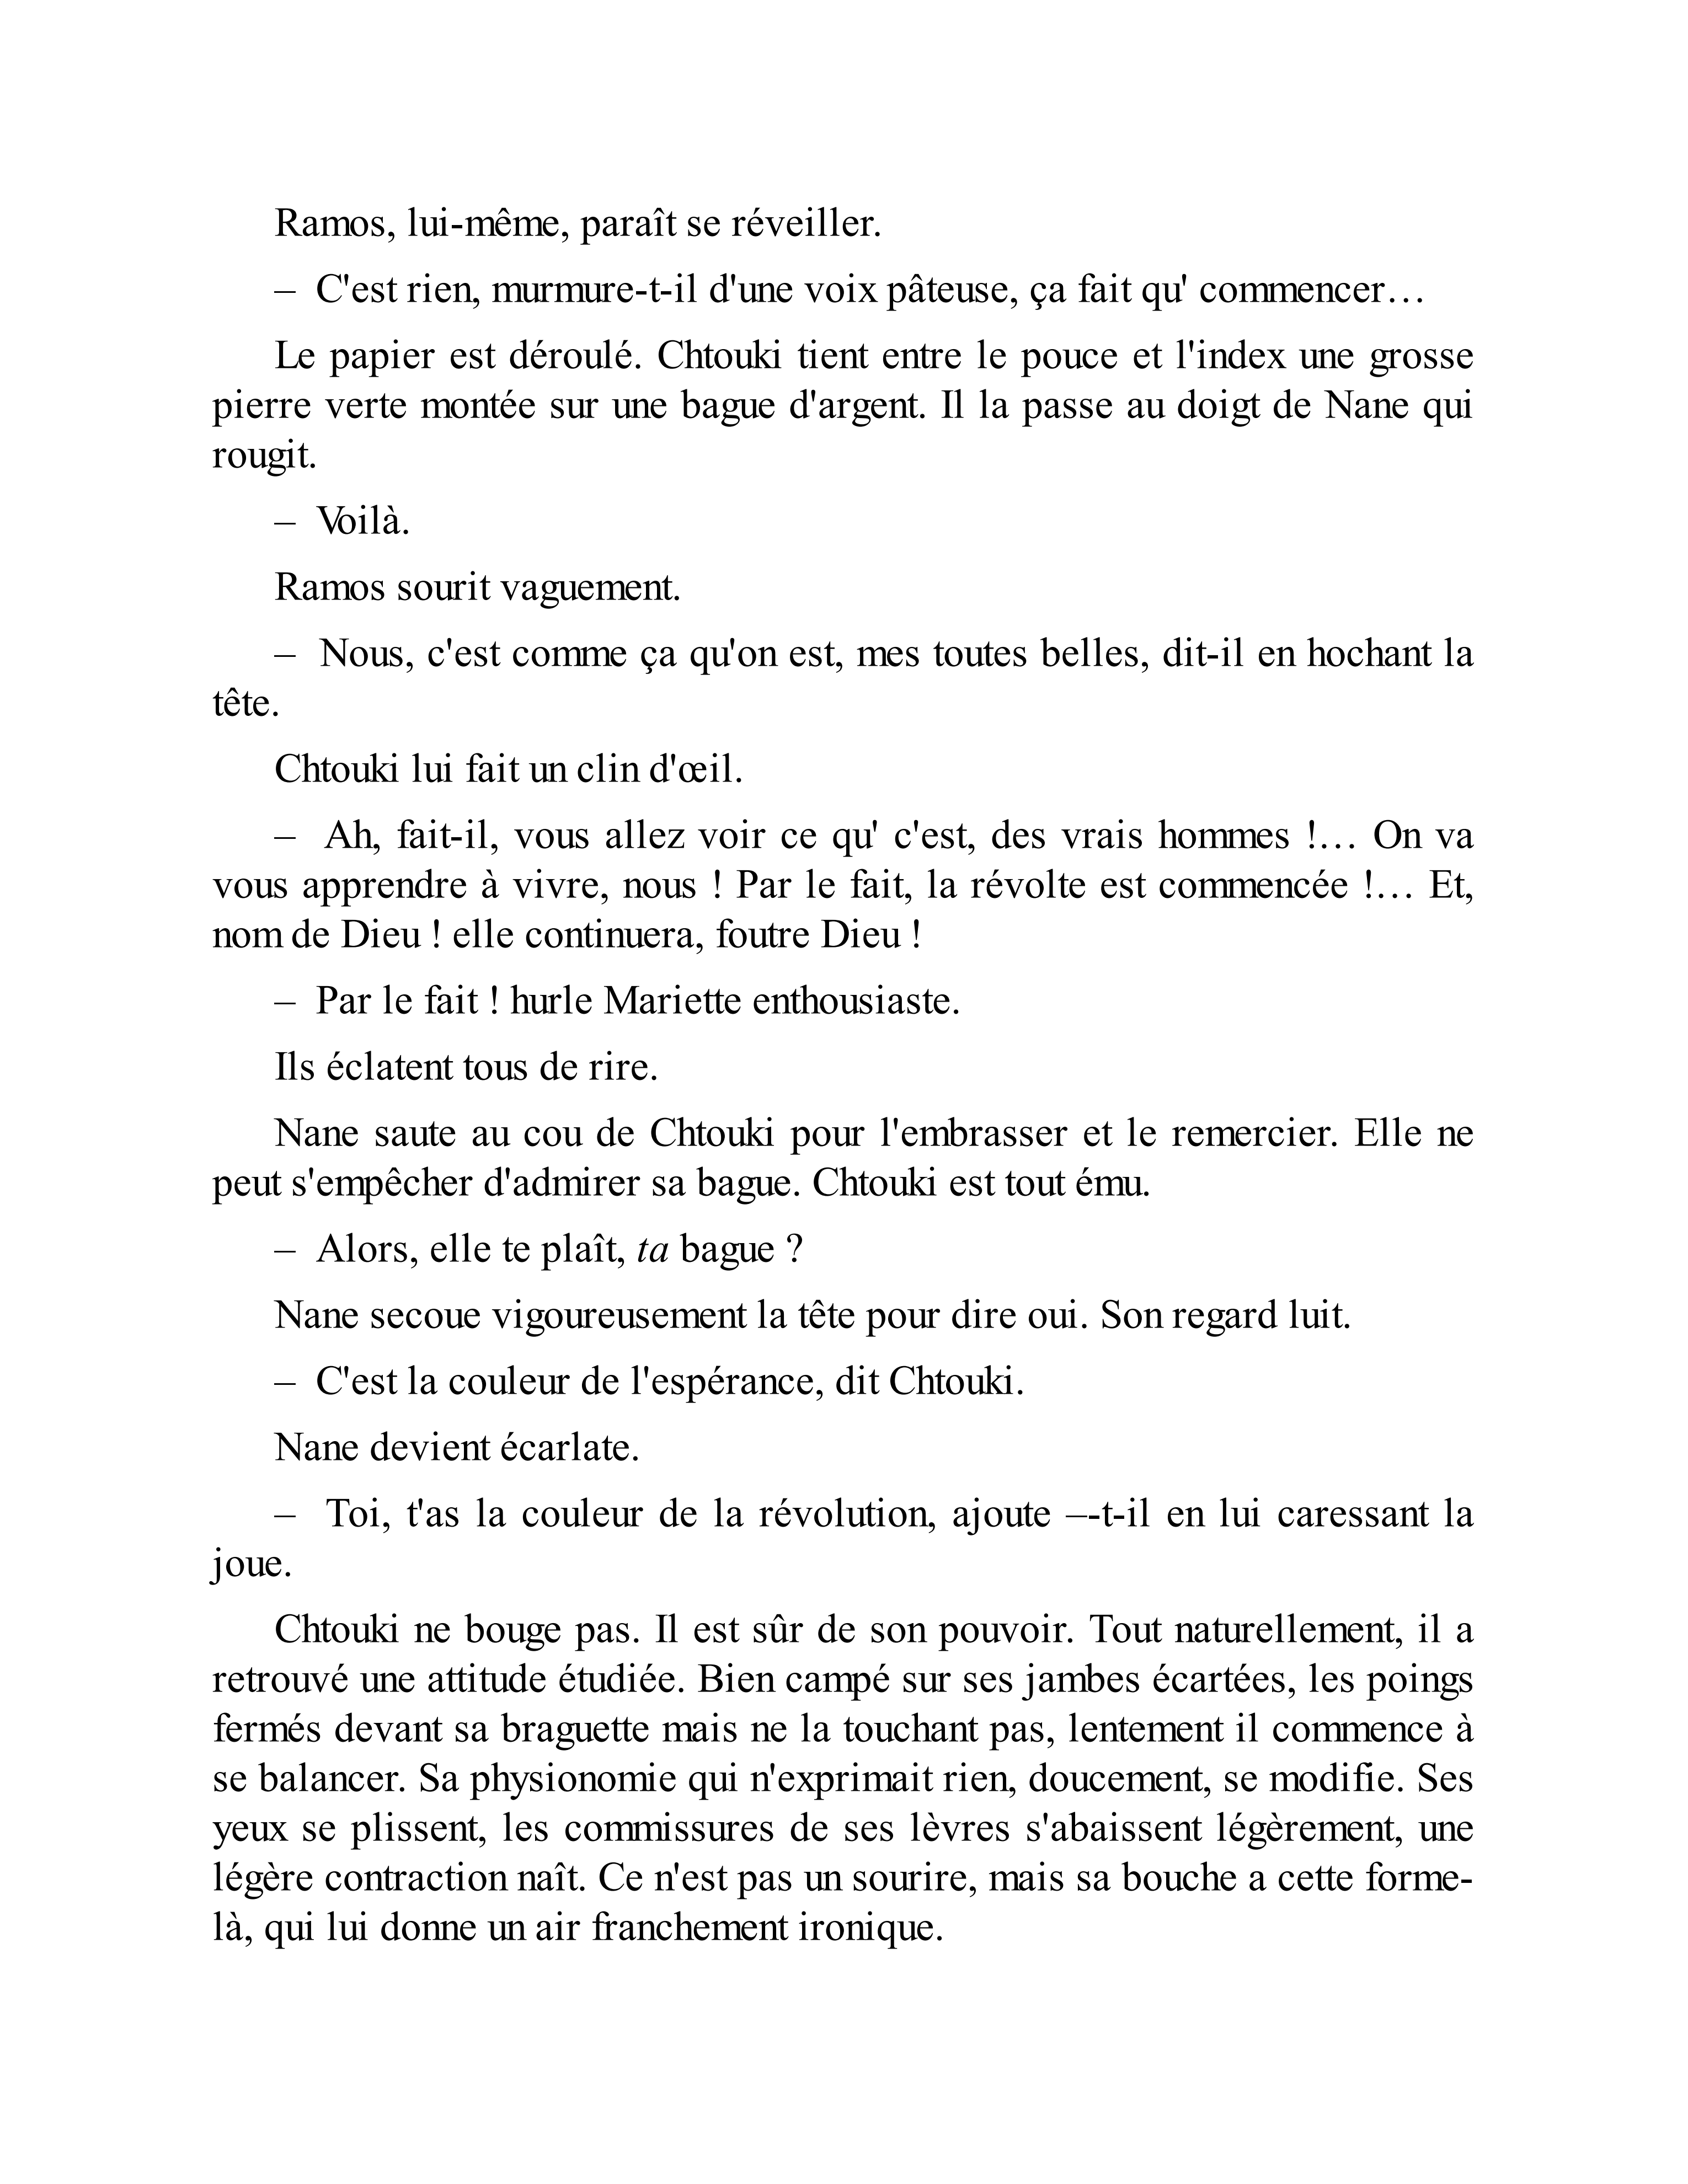 Ramos, lui-même, paraît se réveiller.
– C'est rien, murmure-t-il d'une voix pâteuse, ça fait qu' commencer…
Le papier est déroulé. Chtouki tient entre le pouce et l'index une grosse
pierre verte montée sur une bague d'argent. Il la passe au doigt de Nane qui
rougit.
– Voilà.
Ramos sourit vaguement.
– Nous, c'est comme ça qu'on est, mes toutes belles, dit-il en hochant la
tête.
Chtouki lui fait un clin d'œil.
– Ah, fait-il, vous allez voir ce qu' c'est, des vrais hommes !… On va
vous apprendre à vivre, nous ! Par le fait, la révolte est commencée !… Et,
nom de Dieu ! elle continuera, foutre Dieu !
– Par le fait ! hurle Mariette enthousiaste.
Ils éclatent tous de rire.
Nane saute au cou de Chtouki pour l'embrasser et le remercier. Elle ne
peut s'empêcher d'admirer sa bague. Chtouki est tout ému.
– Alors, elle te plaît, ta bague ?
Nane secoue vigoureusement la tête pour dire oui. Son regard luit.
– C'est la couleur de l'espérance, dit Chtouki.
Nane devient écarlate.
– Toi, t'as la couleur de la révolution, ajoute –-t-il en lui caressant la
joue.
Chtouki ne bouge pas. Il est sûr de son pouvoir. Tout naturellement, il a
retrouvé une attitude étudiée. Bien campé sur ses jambes écartées, les poings
fermés devant sa braguette mais ne la touchant pas, lentement il commence à
se balancer. Sa physionomie qui n'exprimait rien, doucement, se modifie. Ses
yeux se plissent, les commissures de ses lèvres s'abaissent légèrement, une
légère contraction naît. Ce n'est pas un sourire, mais sa bouche a cette forme-
là, qui lui donne un air franchement ironique.